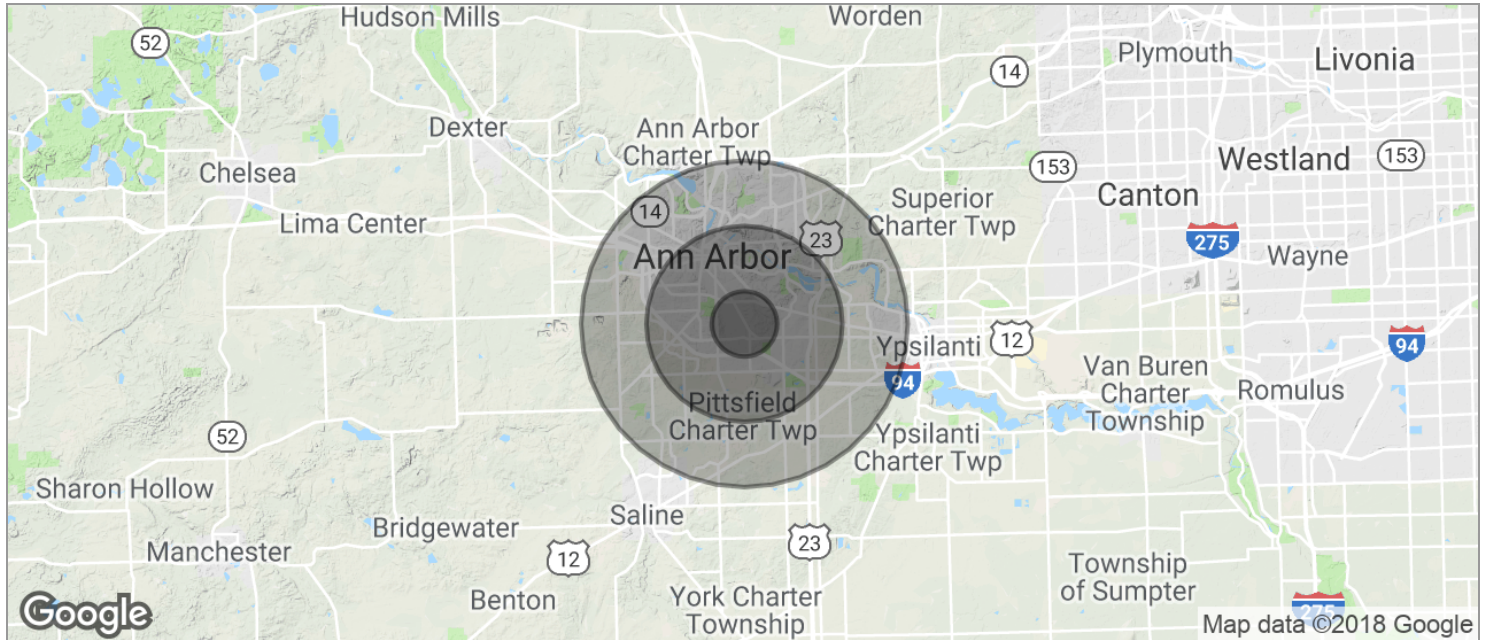 Hudson Mills
Worden
52
Plymouth
Livonia
14
Dexter
Ann Arbor
Charter Twp
153
Westland
153
Chelsea
Canton
14
Superior
Charter Twp
Lima Center
23
275
Ann Arbor
Wayne
12
Ypsilanti
94
94
Van Buren
Charter
Township
Romulus
Pittsfield
Charter Twp
52
Ypsilanti
Charter Twp
Sharon Hollow
Saline
Bridgewater
23
Manchester
12
Township
of Sumpter
Benton
York Charter
Township
275
Google
Map data ©2018 Google